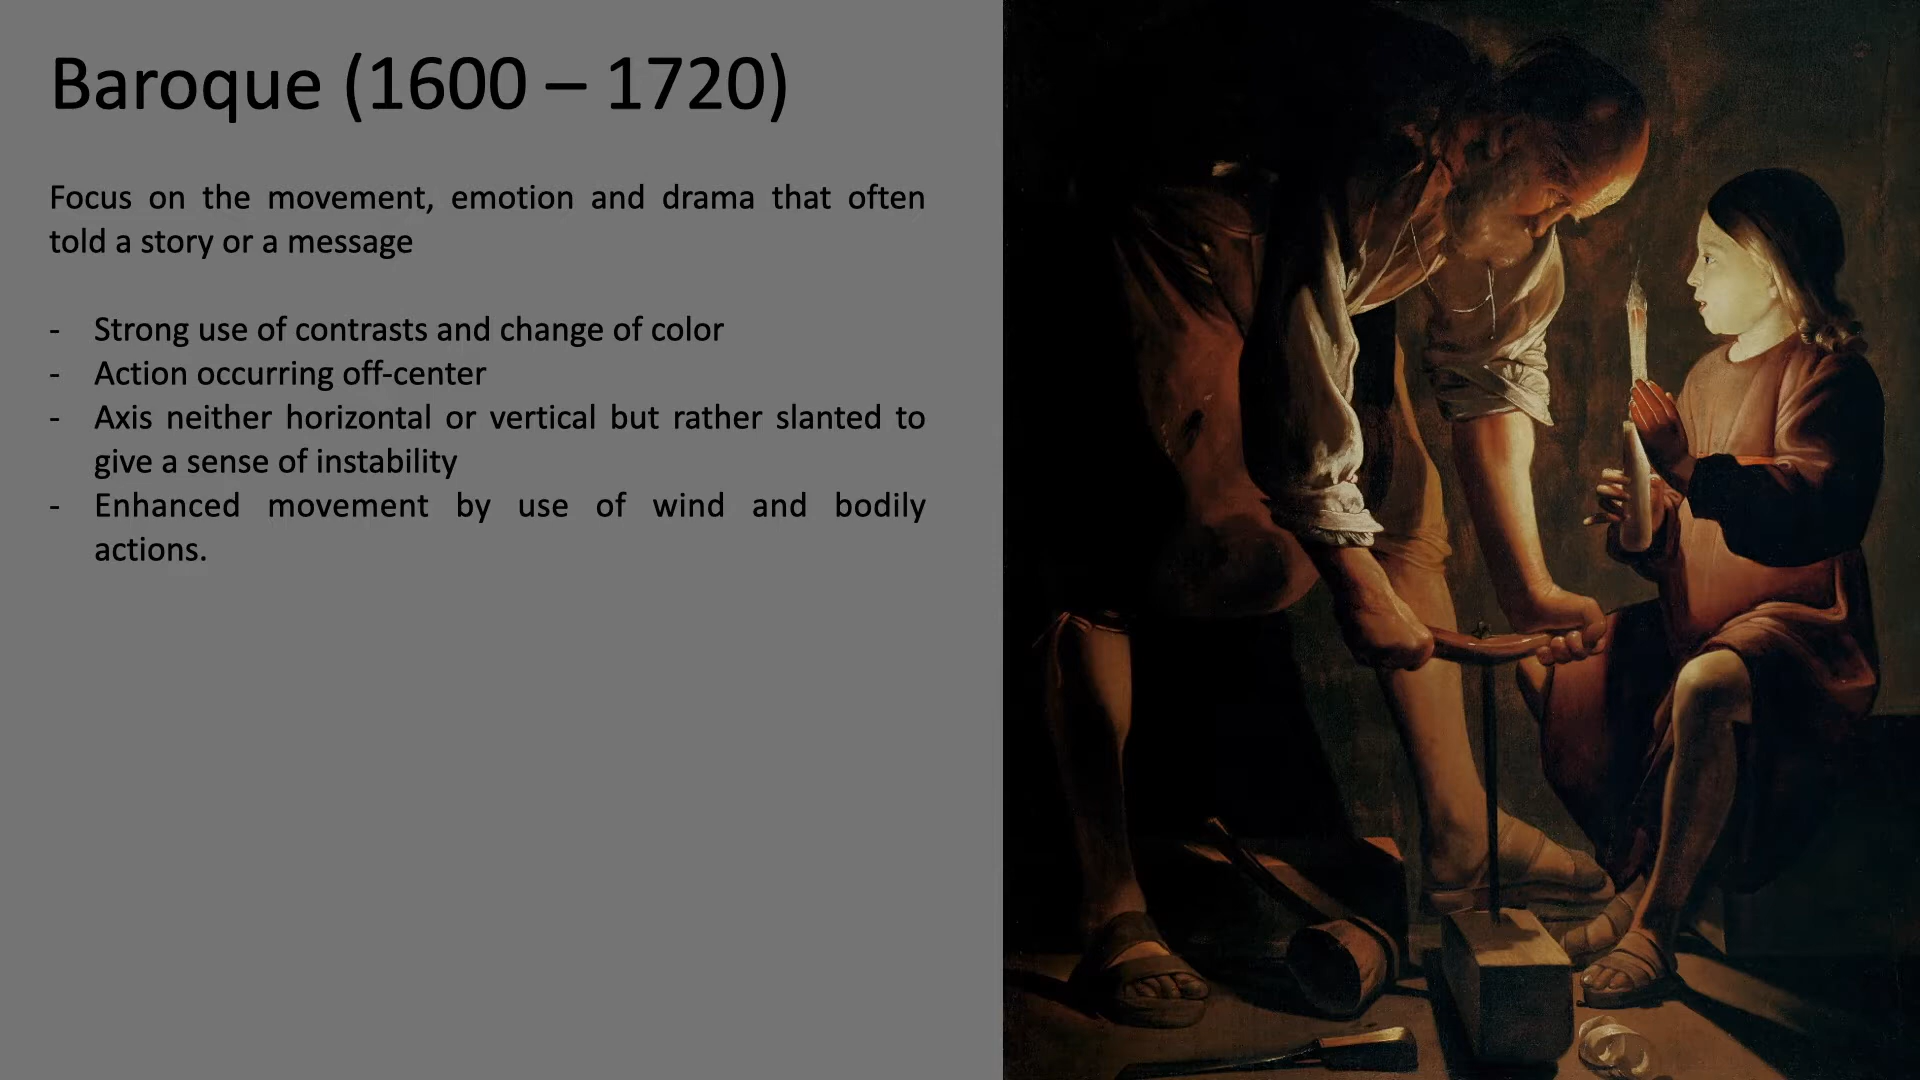 Baroque (1600 – 1720)
Focus on the movement, emotion and drama that often
told a story or a message
- Strong use of contrasts and change of color
- Action occurring off-center
- Axis neither horizontal or vertical but rather slanted to
give a sense of instability
- Enhanced movement by use of wind and bodily
actions.